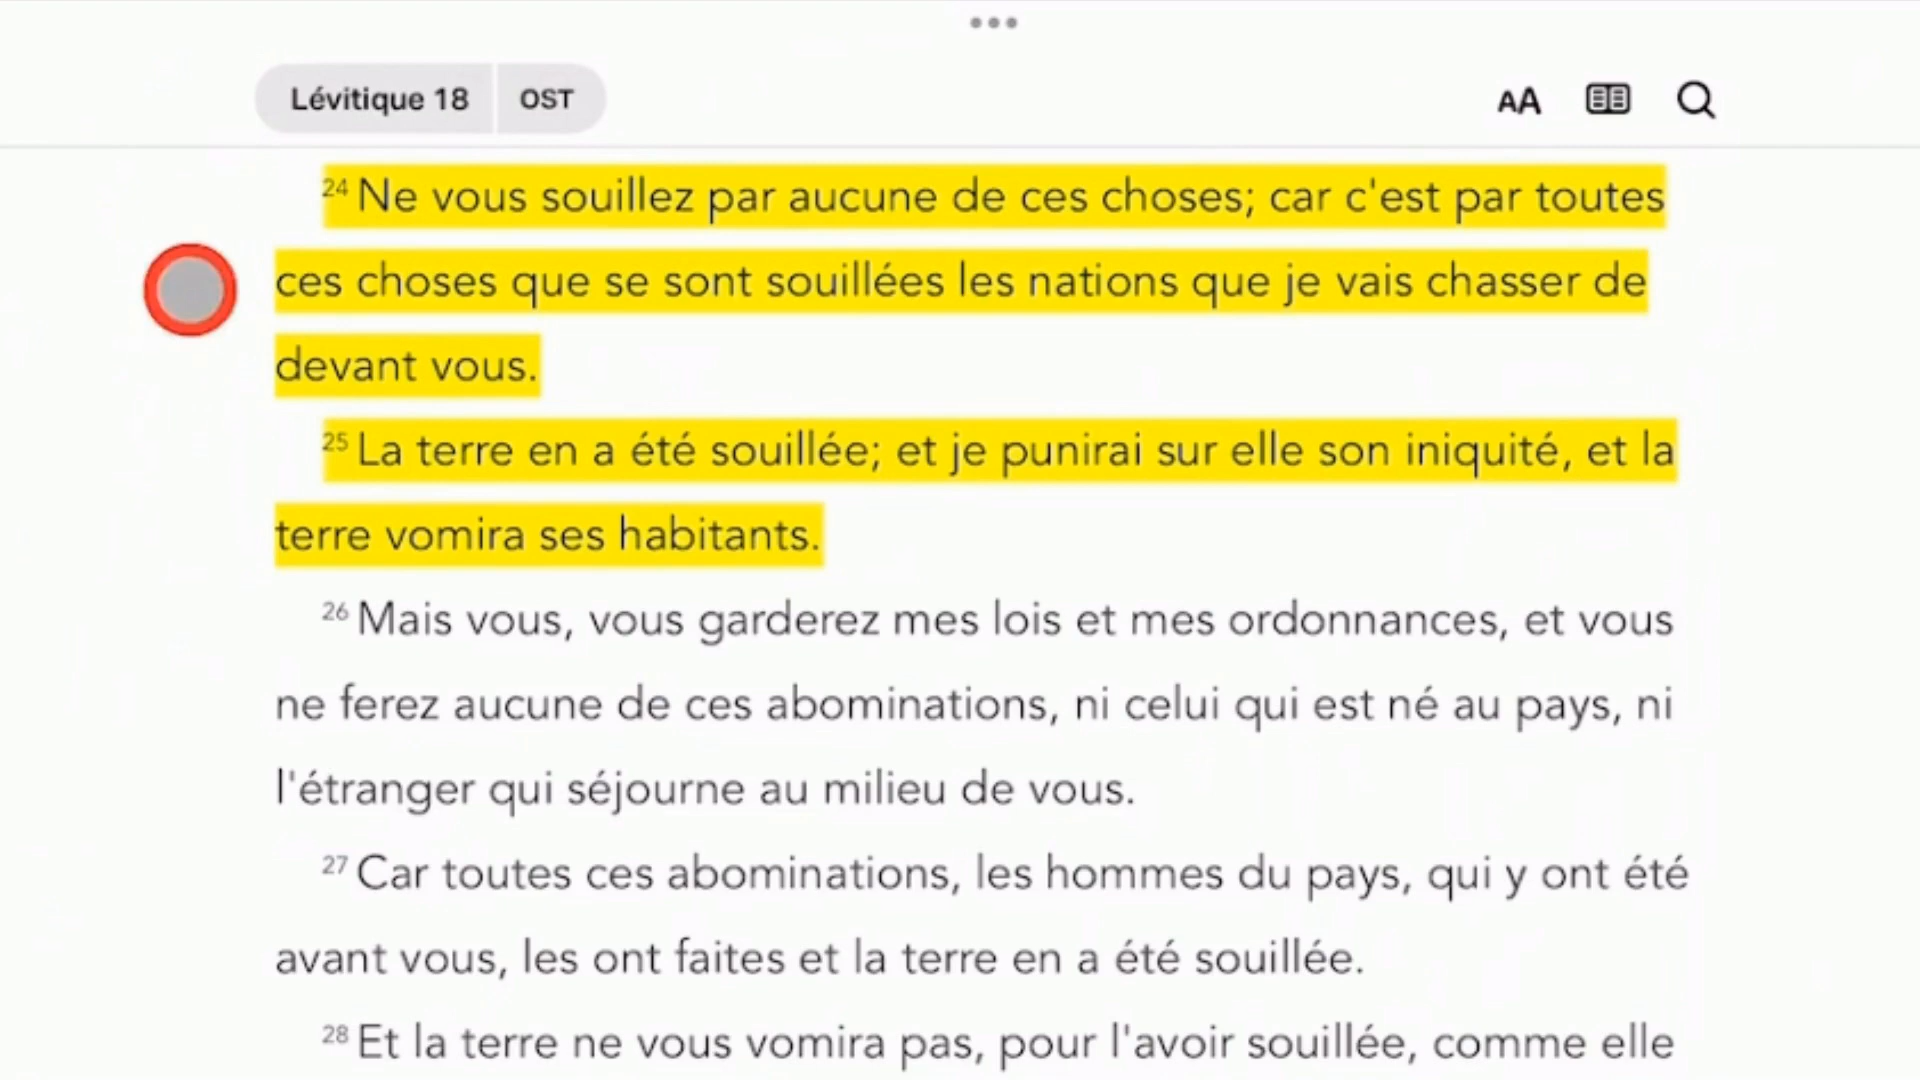 Lévitique 18 OST AA
24 Ne vous souillez par aucune de ces choses; car c'est par toutes
ces choses que se sont souillées les nations que je vais chasser de
devant vous.
25 La terre en a été souillée; et je punirai sur elle son iniquité, et la
terre vomira ses habitants.
26 Mais vous, vous garderez mes lois et mes ordonnances, et vous
ne ferez aucune de ces abominations, ni celui qui est né au pays, ni
l'étranger qui séjourne au milieu de vous.
27 Car toutes ces abominations, les hommes du pays, qui y ont été
avant vous, les ont faites et la terre en a été souillée.
28 Et la terre ne vous vomira pas, pour l'avoir souillée, comme elle